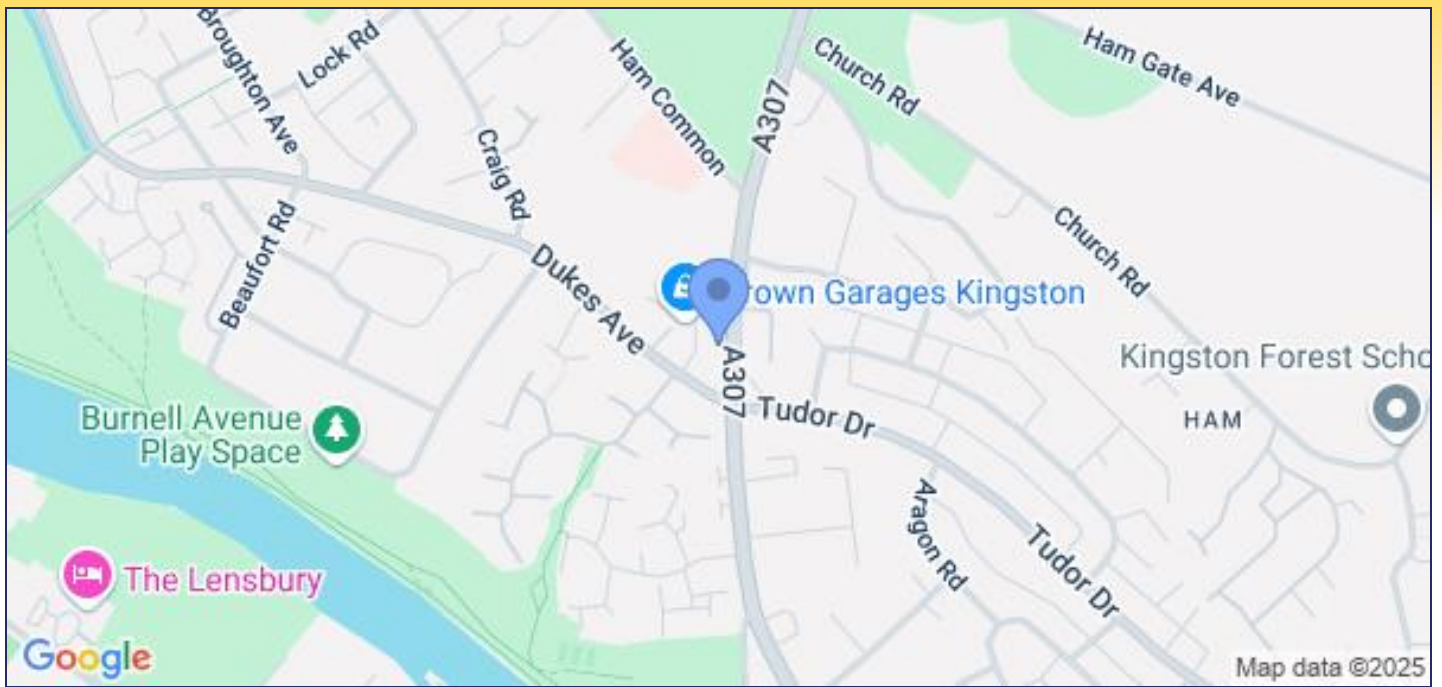 Broughton Ave
Lock Rd
Ham Common
A307
Church Rd
Ham Gate Ave
Craig Rd
Beaufort Rd
Dukes Ave
Church Rd
rown Garages Kingston
A307
Kingston Forest Scho
HAM
Burnell Avenue
Play Space
Tudor Dr
Aragon Rd
Tudor Dr
The Lensbury
Google
Map data ©2025